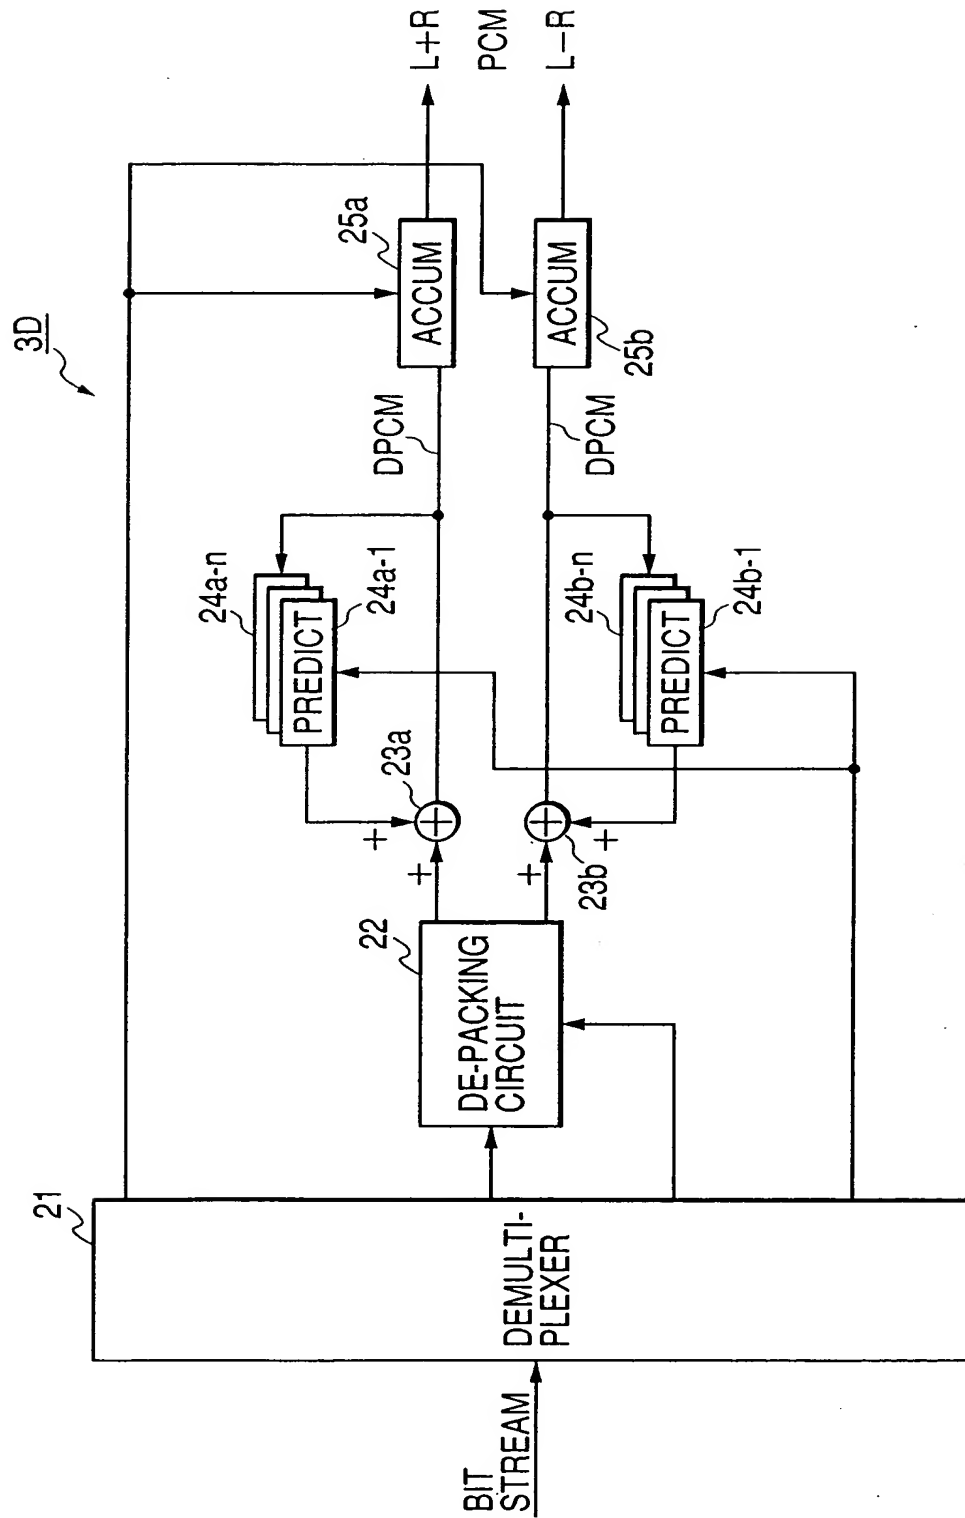 3D
BIT
STREAM
21
DEMULTI-
PLEXER
22
DE-PACKING
CIRCUIT
+
+
23a
+
+
23b
24a-n
PREDICT
24a-1
24b-n
PREDICT
24b-1
DPCM
DPCM
25a
ACCUM
ACCUM
25b
L+R
PCM
L-R